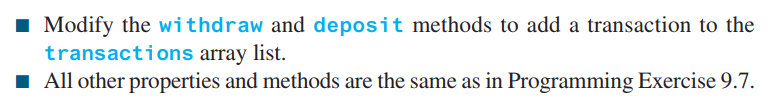 ■ Modify the withdraw and deposit methods to add a transaction to the
transactions array list.
■ All other properties and methods are the same as in Programming Exercise 9.7.